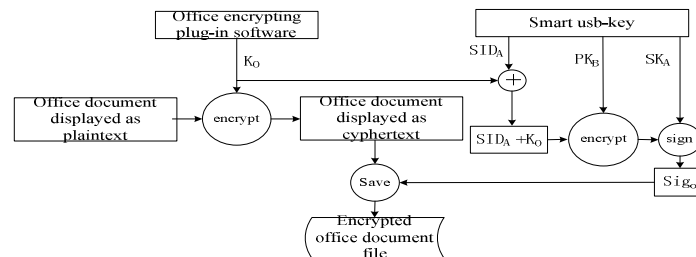 Office encrypting
plug-in software
Smart usb-key
K_O
SID_A
PK_B
SK_A
+
Office document
displayed as
plaintext
encrypt
Office document
displayed as
cyphertext
SID_A +K_O
encrypt
sign
Save
Sig_o
Encrypted
office document
file